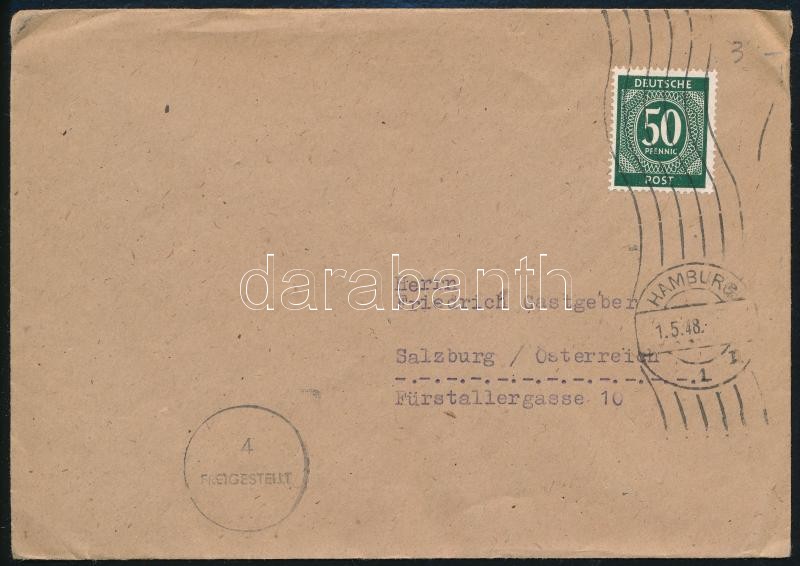 3 -
DEUTSCHE
50
PFENNIG
POST
darabanth
Herrn
Friedrich Gastgeber
HAMBURG
1.5.48.
Salzburg / Österreich
1
Fürstallergasse 10
4
FREIGESTELLT